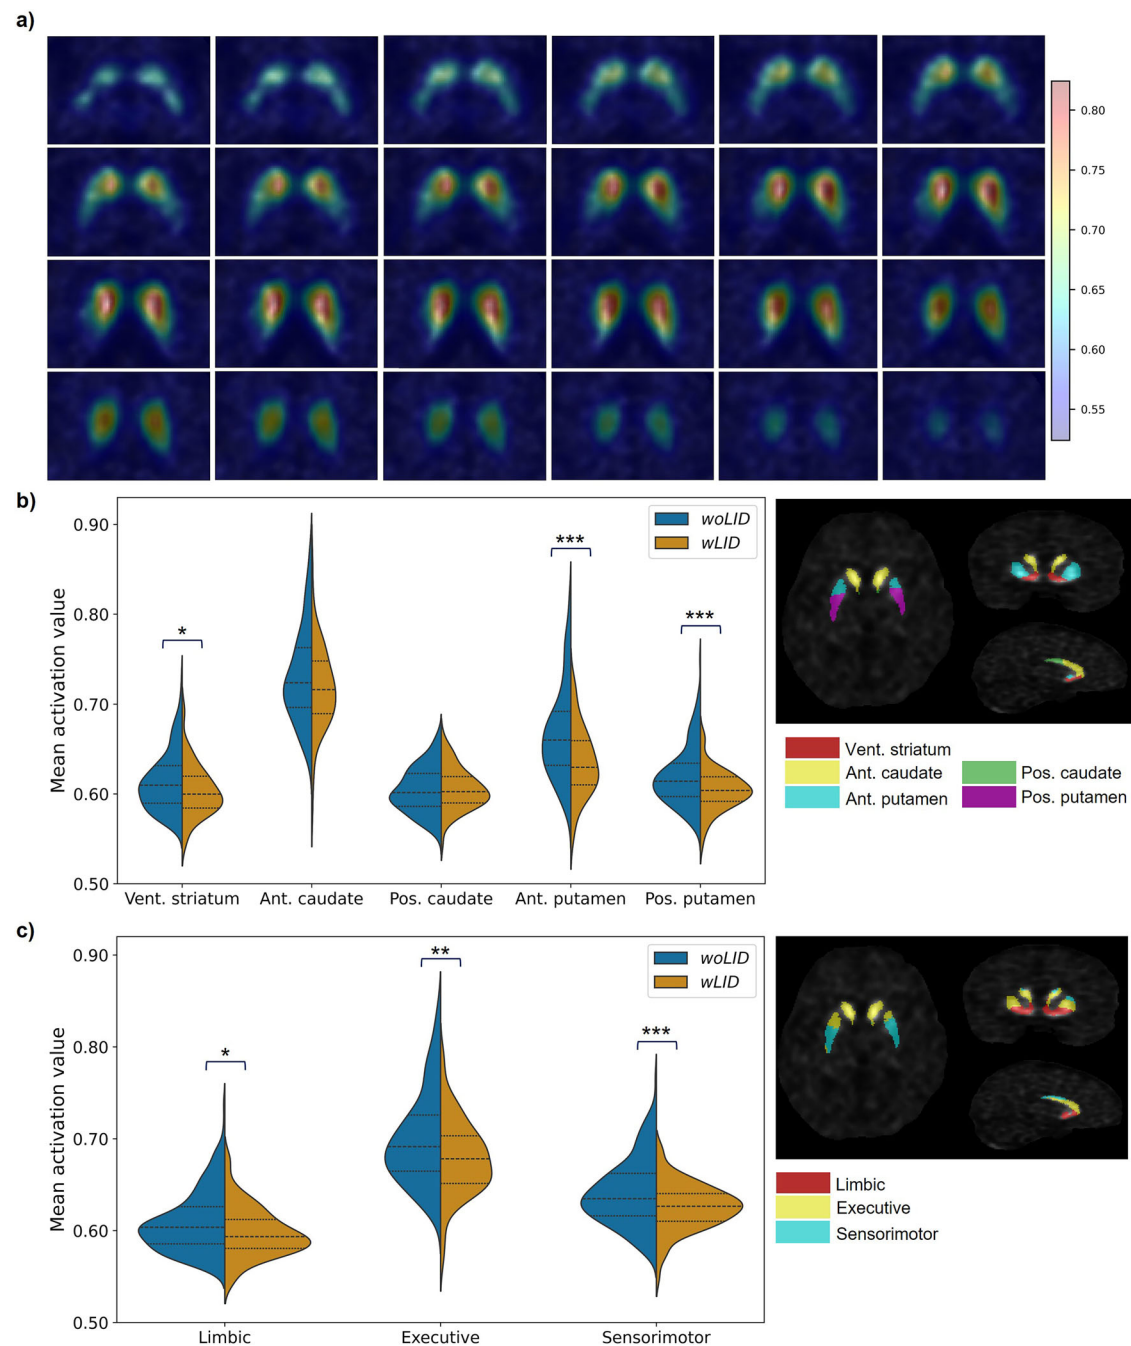 a)
0.80
0.75
0.70
0.65
0.60
0.55
b)
0.90
0.80
0.70
0.60
0.50
Mean activation value
woLID
wLID
*
***
***
Vent. striatum
Ant. caudate
Pos. caudate
Ant. putamen
Pos. putamen
Vent. striatum
Ant. caudate
Pos. caudate
Ant. putamen
Pos. putamen
c)
0.90
0.80
0.70
0.60
0.50
Mean activation value
woLID
wLID
*
**
***
Limbic
Executive
Sensorimotor
Limbic
Executive
Sensorimotor